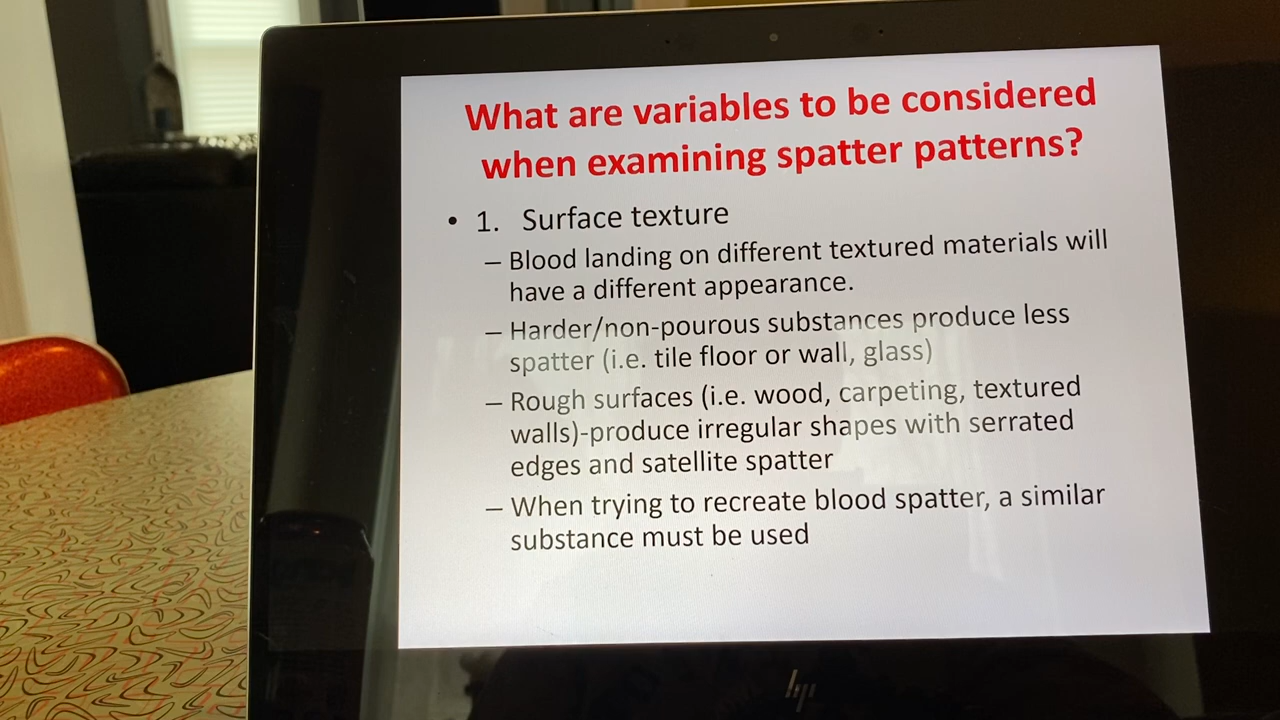 What are variables to be considered
when examining spatter patterns?
• 1. Surface texture
– Blood landing on different textured materials will
have a different appearance.
– Harder/non-pourous substances produce less
spatter (i.e. tile floor or wall, glass)
– Rough surfaces (i.e. wood, carpeting, textured
walls)-produce irregular shapes with serrated
edges and satellite spatter
– When trying to recreate blood spatter, a similar
substance must be used
hp